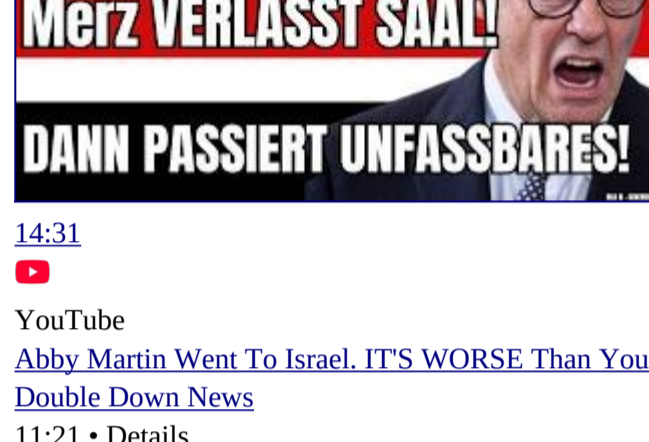 Merz VERLÄSST SAAL!
DANN PASSIERT UNFASSBARES!
14:31
YouTube
Abby Martin Went To Israel. IT'S WORSE Than You
Double Down News
11:21 • Details